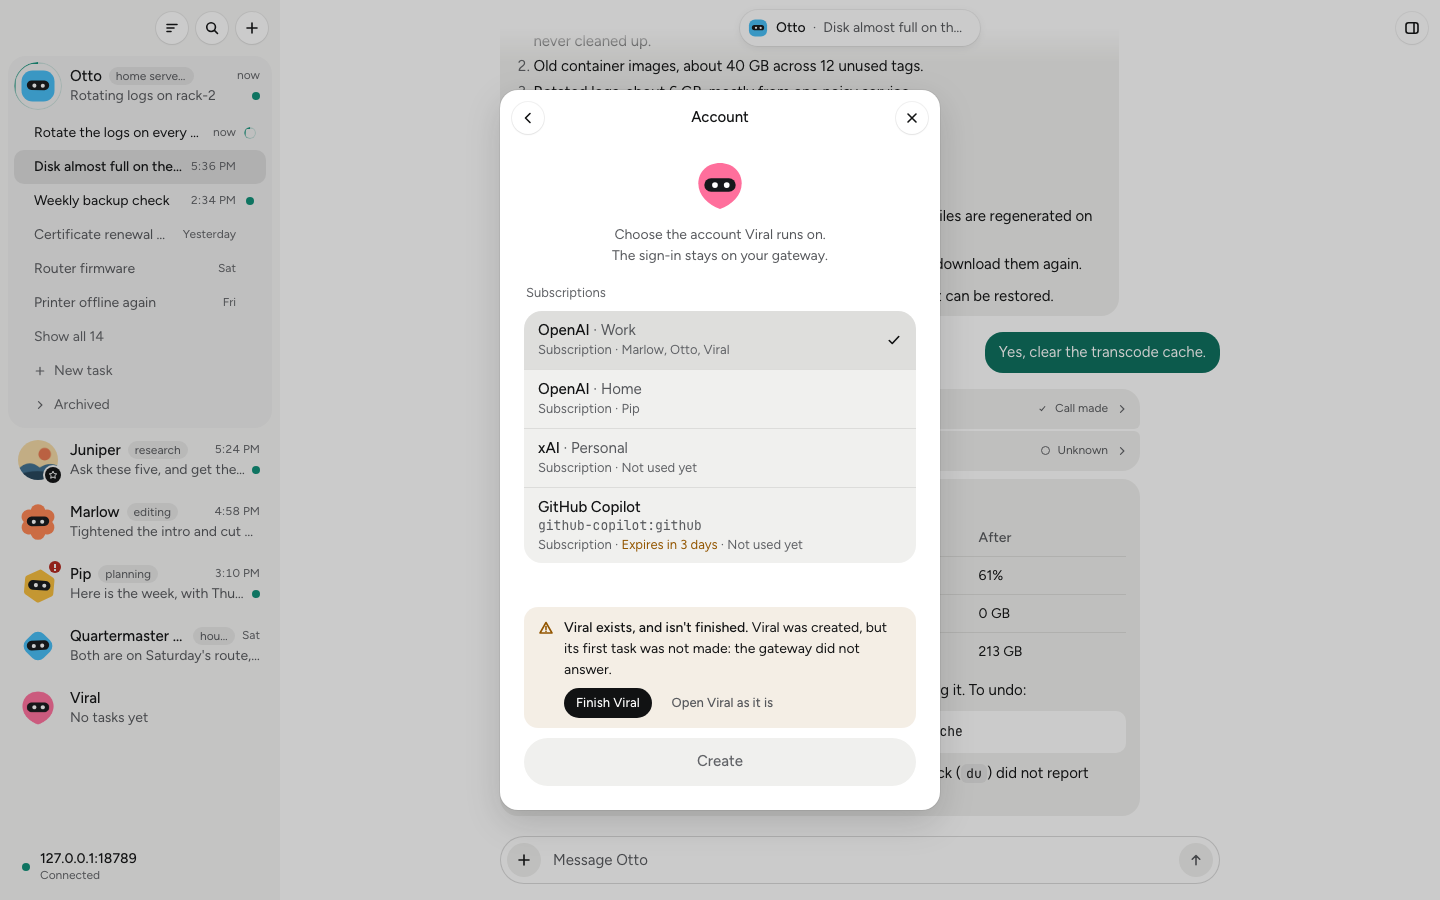 Otto
home serve...
now
Rotating logs on rack-2
Rotate the logs on every ...
now
Disk almost full on the...
5:36 PM
Weekly backup check
2:34 PM
Certificate renewal ...
Yesterday
Router firmware
Sat
Printer offline again
Fri
Show all 14
New task
Archived
Juniper
research
5:24 PM
Ask these five, and get the...
Marlow
editing
4:58 PM
Tightened the intro and cut ...
Pip
planning
3:10 PM
Here is the week, with Thu...
Quartermaster ...
hou...
Sat
Both are on Saturday's route,...
Viral
No tasks yet
127.0.0.1:18789
Connected
Otto · Disk almost full on th...
never cleaned up.
2. Old container images, about 40 GB across 12 unused tags.
3. Rotated logs, about 6 GB, mostly from one noisy service.
iles are regenerated on
download them again.
t can be restored.
Yes, clear the transcode cache.
Call made
Unknown
After
61%
0 GB
213 GB
g it. To undo:
che
ck ( du ) did not report
Message Otto
Account
Choose the account Viral runs on.
The sign-in stays on your gateway.
Subscriptions
OpenAI · Work
Subscription · Marlow, Otto, Viral
OpenAI · Home
Subscription · Pip
xAI · Personal
Subscription · Not used yet
GitHub Copilot
github-copilot:github
Subscription · Expires in 3 days · Not used yet
Viral exists, and isn't finished. Viral was created, but
its first task was not made: the gateway did not
answer.
Finish Viral
Open Viral as it is
Create